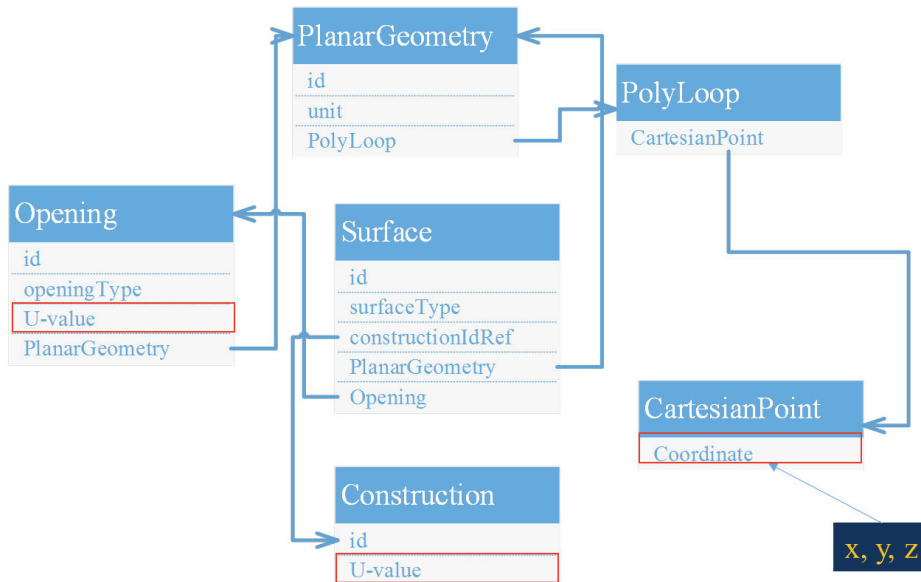 PlanarGeometry
id
unit
PolyLoop
PolyLoop
CartesianPoint
Opening
id
openingType
U-value
PlanarGeometry
Surface
id
surfaceType
constructionIdRef
PlanarGeometry
Opening
CartesianPoint
Coordinate
Construction
id
U-value
x, y, z